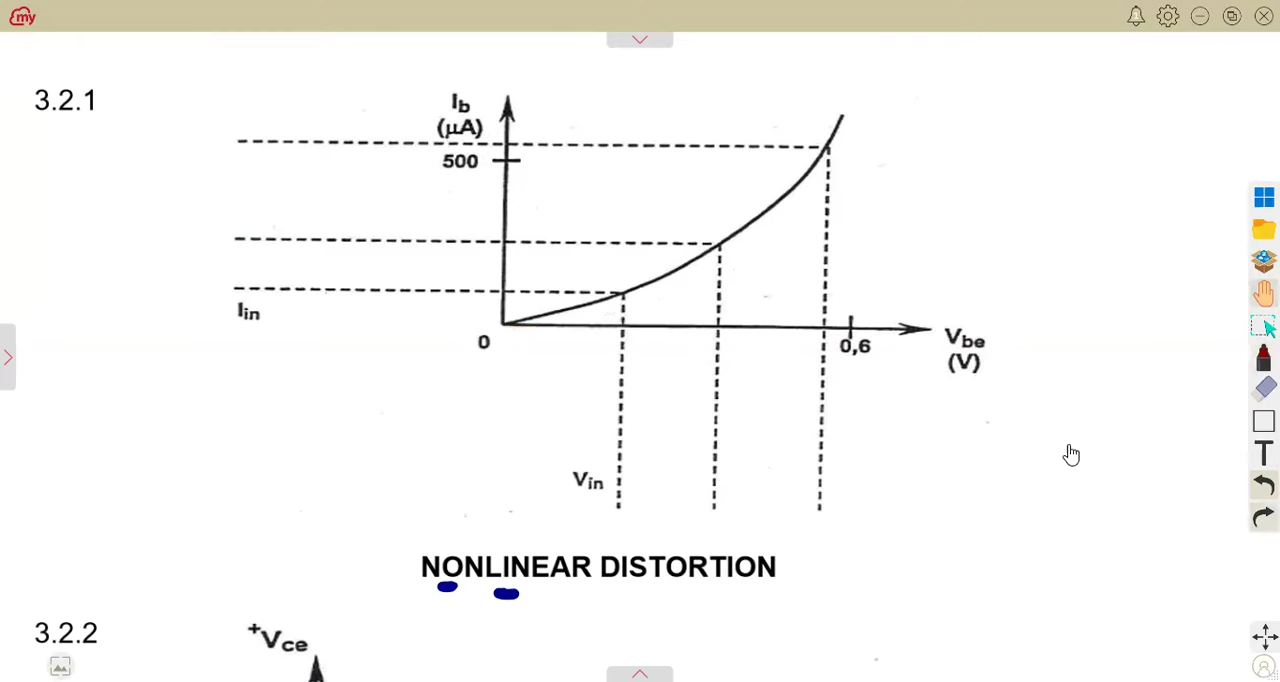 my
3.2.1
Ib
(μA)
500
Iin
0
0,6
Vbe
(V)
Vin
NONLINEAR DISTORTION
3.2.2
+Vce
T